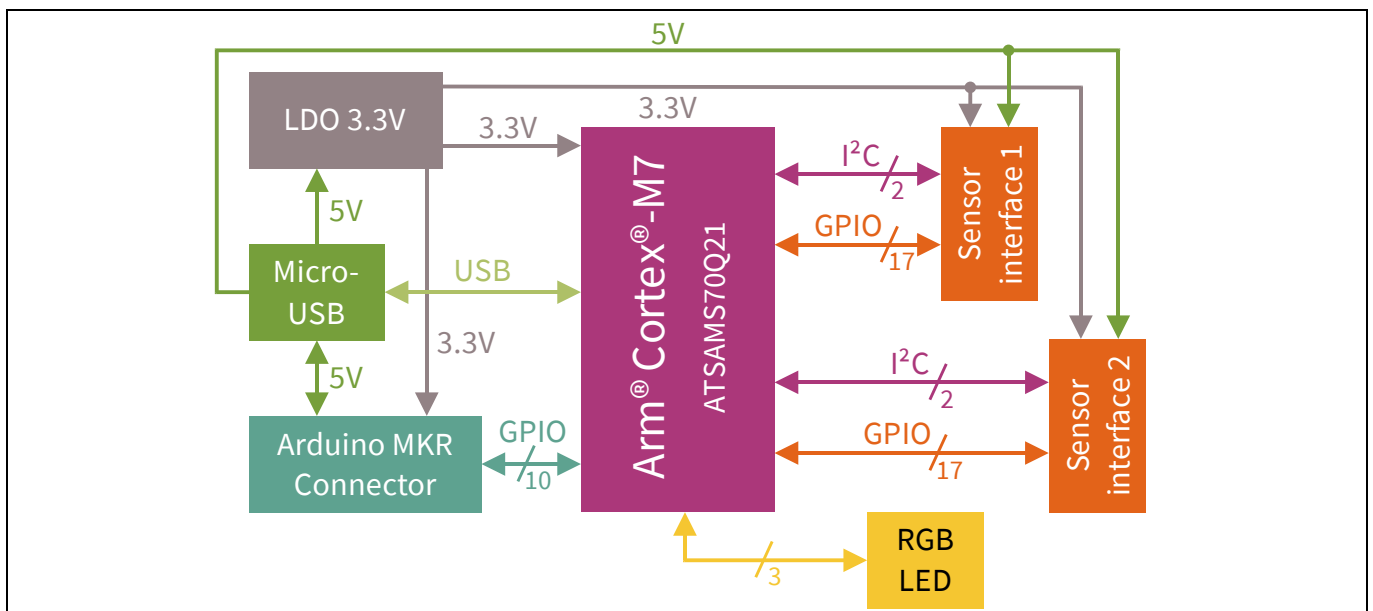 5V
LDO 3.3V
3.3V
3.3V
5V
Micro-
USB
USB
5V
3.3V
Arduino MKR
Connector
GPIO
10
Arm® Cortex®-M7
ATSAMS70Q21
I²C
2
GPIO
17
Sensor
interface 1
I²C
2
GPIO
17
Sensor
interface 2
3
RGB
LED